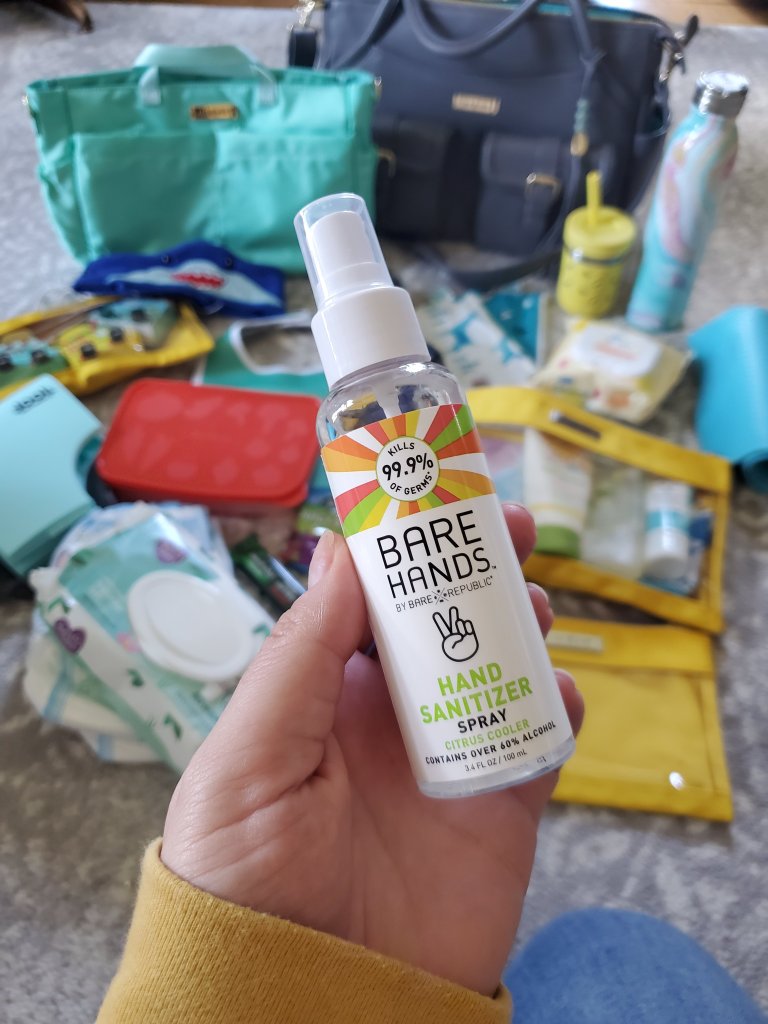 KILLS
99.9%
OF GERMS*
BARE
HANDS™
BY BARE REPUBLIC®
HAND
SANITIZER
SPRAY
CITRUS COOLER
CONTAINS OVER 60% ALCOHOL
3.4 FL OZ / 100 mL